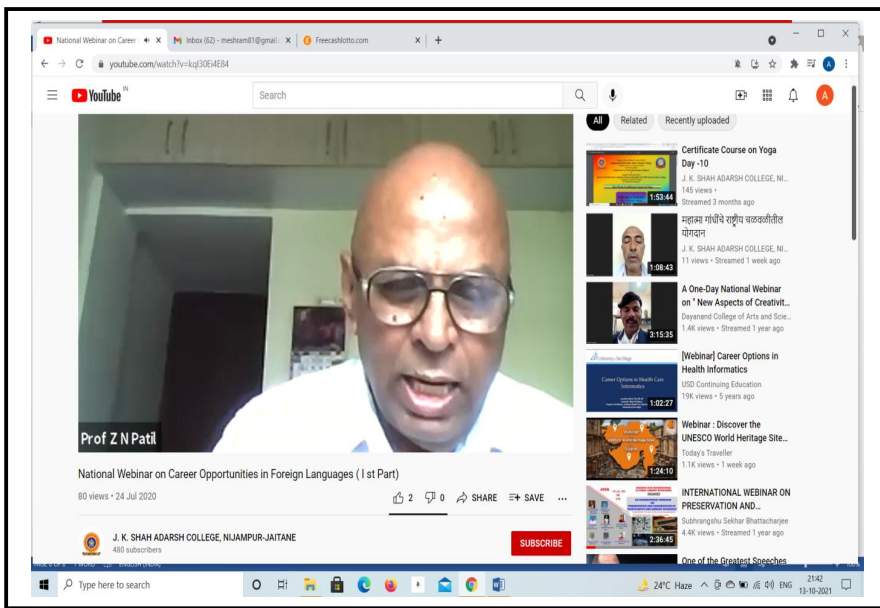 National Webinar on Career
Inbox (62) - meshram81@gmail.c
Freecashlotto.com
youtube.com/watch?v=kql30Ei4E84
YouTube IN
Search
A
All Related Recently uploaded
Prof Z N Patil
National Webinar on Career Opportunities in Foreign Languages ( I st Part)
80 views • 24 Jul 2020
2 0 SHARE SAVE ...
J. K. SHAH ADARSH COLLEGE, NIJAMPUR-JAITANE
480 subscribers
SUBSCRIBE
Certificate Course on Yoga
Day -10
J. K. SHAH ADARSH COLLEGE, NI...
145 views •
Streamed 3 months ago
1:53:44
महात्मा गांधींचे राष्ट्रीय चळवळीतील
योगदान
J. K. SHAH ADARSH COLLEGE, NI...
11 views • Streamed 1 week ago
1:08:43
A One-Day National Webinar
on " New Aspects of Creativit...
Dayanand College of Arts and Scie...
1.4K views • Streamed 1 year ago
3:15:35
[Webinar] Career Options in
Health Informatics
USD Continuing Education
19K views • 5 years ago
Career Options in Health Care
Informatics
1:02:27
Webinar : Discover the
UNESCO World Heritage Site...
Today's Traveller
1.1K views • 1 week ago
1:24:10
INTERNATIONAL WEBINAR ON
PRESERVATION AND...
Subhrangshu Sekhar Bhattacharjee
4.4K views • Streamed 1 year ago
2:36:45
One of the Greatest Speeches
Type here to search
24°C Haze
ENG
21:42
13-10-2021